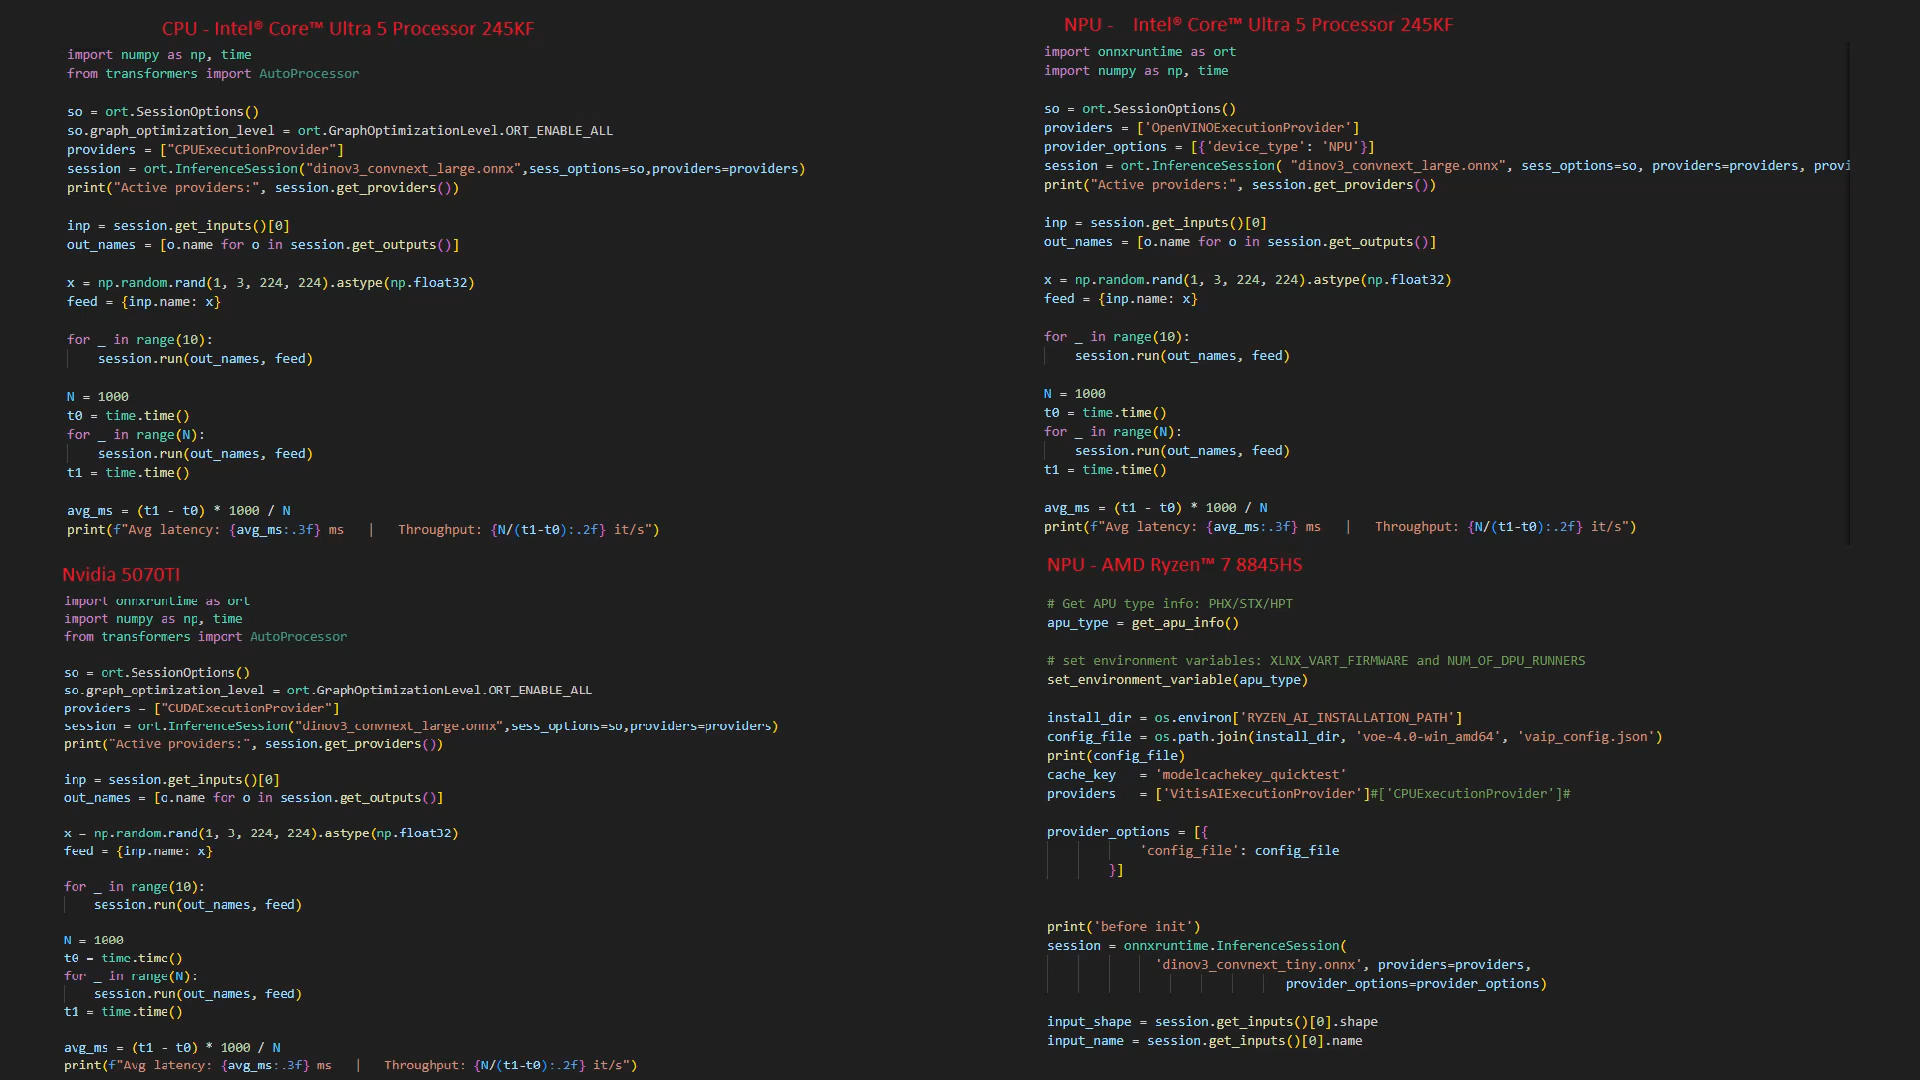 CPU - Intel® Core™ Ultra 5 Processor 245KF
import numpy as np, time
from transformers import AutoProcessor
so = ort.SessionOptions()
so.graph_optimization_level = ort.GraphOptimizationLevel.ORT_ENABLE_ALL
providers = ["CPUExecutionProvider"]
session = ort.InferenceSession("dinov3_convnext_large.onnx",sess_options=so,providers=providers)
print("Active providers:", session.get_providers())
inp = session.get_inputs()[0]
out_names = [o.name for o in session.get_outputs()]
x = np.random.rand(1, 3, 224, 224).astype(np.float32)
feed = {inp.name: x}
for _ in range(10):
    session.run(out_names, feed)
N = 1000
t0 = time.time()
for _ in range(N):
    session.run(out_names, feed)
t1 = time.time()
avg_ms = (t1 - t0) * 1000 / N
print(f"Avg latency: {avg_ms:.3f} ms   |   Throughput: {N/(t1-t0):.2f} it/s")
NPU -   Intel® Core™ Ultra 5 Processor 245KF
import onnxruntime as ort
import numpy as np, time
so = ort.SessionOptions()
providers = ['OpenVINOExecutionProvider']
provider_options = [{'device_type': 'NPU'}]
session = ort.InferenceSession( "dinov3_convnext_large.onnx", sess_options=so, providers=providers, provi
print("Active providers:", session.get_providers())
inp = session.get_inputs()[0]
out_names = [o.name for o in session.get_outputs()]
x = np.random.rand(1, 3, 224, 224).astype(np.float32)
feed = {inp.name: x}
for _ in range(10):
    session.run(out_names, feed)
N = 1000
t0 = time.time()
for _ in range(N):
    session.run(out_names, feed)
t1 = time.time()
avg_ms = (t1 - t0) * 1000 / N
print(f"Avg latency: {avg_ms:.3f} ms   |   Throughput: {N/(t1-t0):.2f} it/s")
Nvidia 5070TI
import onnxruntime as ort
import numpy as np, time
from transformers import AutoProcessor
so = ort.SessionOptions()
so.graph_optimization_level = ort.GraphOptimizationLevel.ORT_ENABLE_ALL
providers = ["CUDAExecutionProvider"]
session = ort.InferenceSession("dinov3_convnext_large.onnx",sess_options=so,providers=providers)
print("Active providers:", session.get_providers())
inp = session.get_inputs()[0]
out_names = [o.name for o in session.get_outputs()]
x = np.random.rand(1, 3, 224, 224).astype(np.float32)
feed = {inp.name: x}
for _ in range(10):
    session.run(out_names, feed)
N = 1000
t0 = time.time()
for _ in range(N):
    session.run(out_names, feed)
t1 = time.time()
avg_ms = (t1 - t0) * 1000 / N
print(f"Avg latency: {avg_ms:.3f} ms   |   Throughput: {N/(t1-t0):.2f} it/s")
NPU - AMD Ryzen™ 7 8845HS
# Get APU type info: PHX/STX/HPT
apu_type = get_apu_info()
# set environment variables: XLNX_VART_FIRMWARE and NUM_OF_DPU_RUNNERS
set_environment_variable(apu_type)
install_dir = os.environ['RYZEN_AI_INSTALLATION_PATH']
config_file = os.path.join(install_dir, 'voe-4.0-win_amd64', 'vaip_config.json')
print(config_file)
cache_key   = 'modelcachekey_quicktest'
providers   = ['VitisAIExecutionProvider']#['CPUExecutionProvider']#
provider_options = [{
            'config_file': config_file
        }]
print('before init')
session = onnxruntime.InferenceSession(
              'dinov3_convnext_tiny.onnx', providers=providers,
                               provider_options=provider_options)
input_shape = session.get_inputs()[0].shape
input_name = session.get_inputs()[0].name